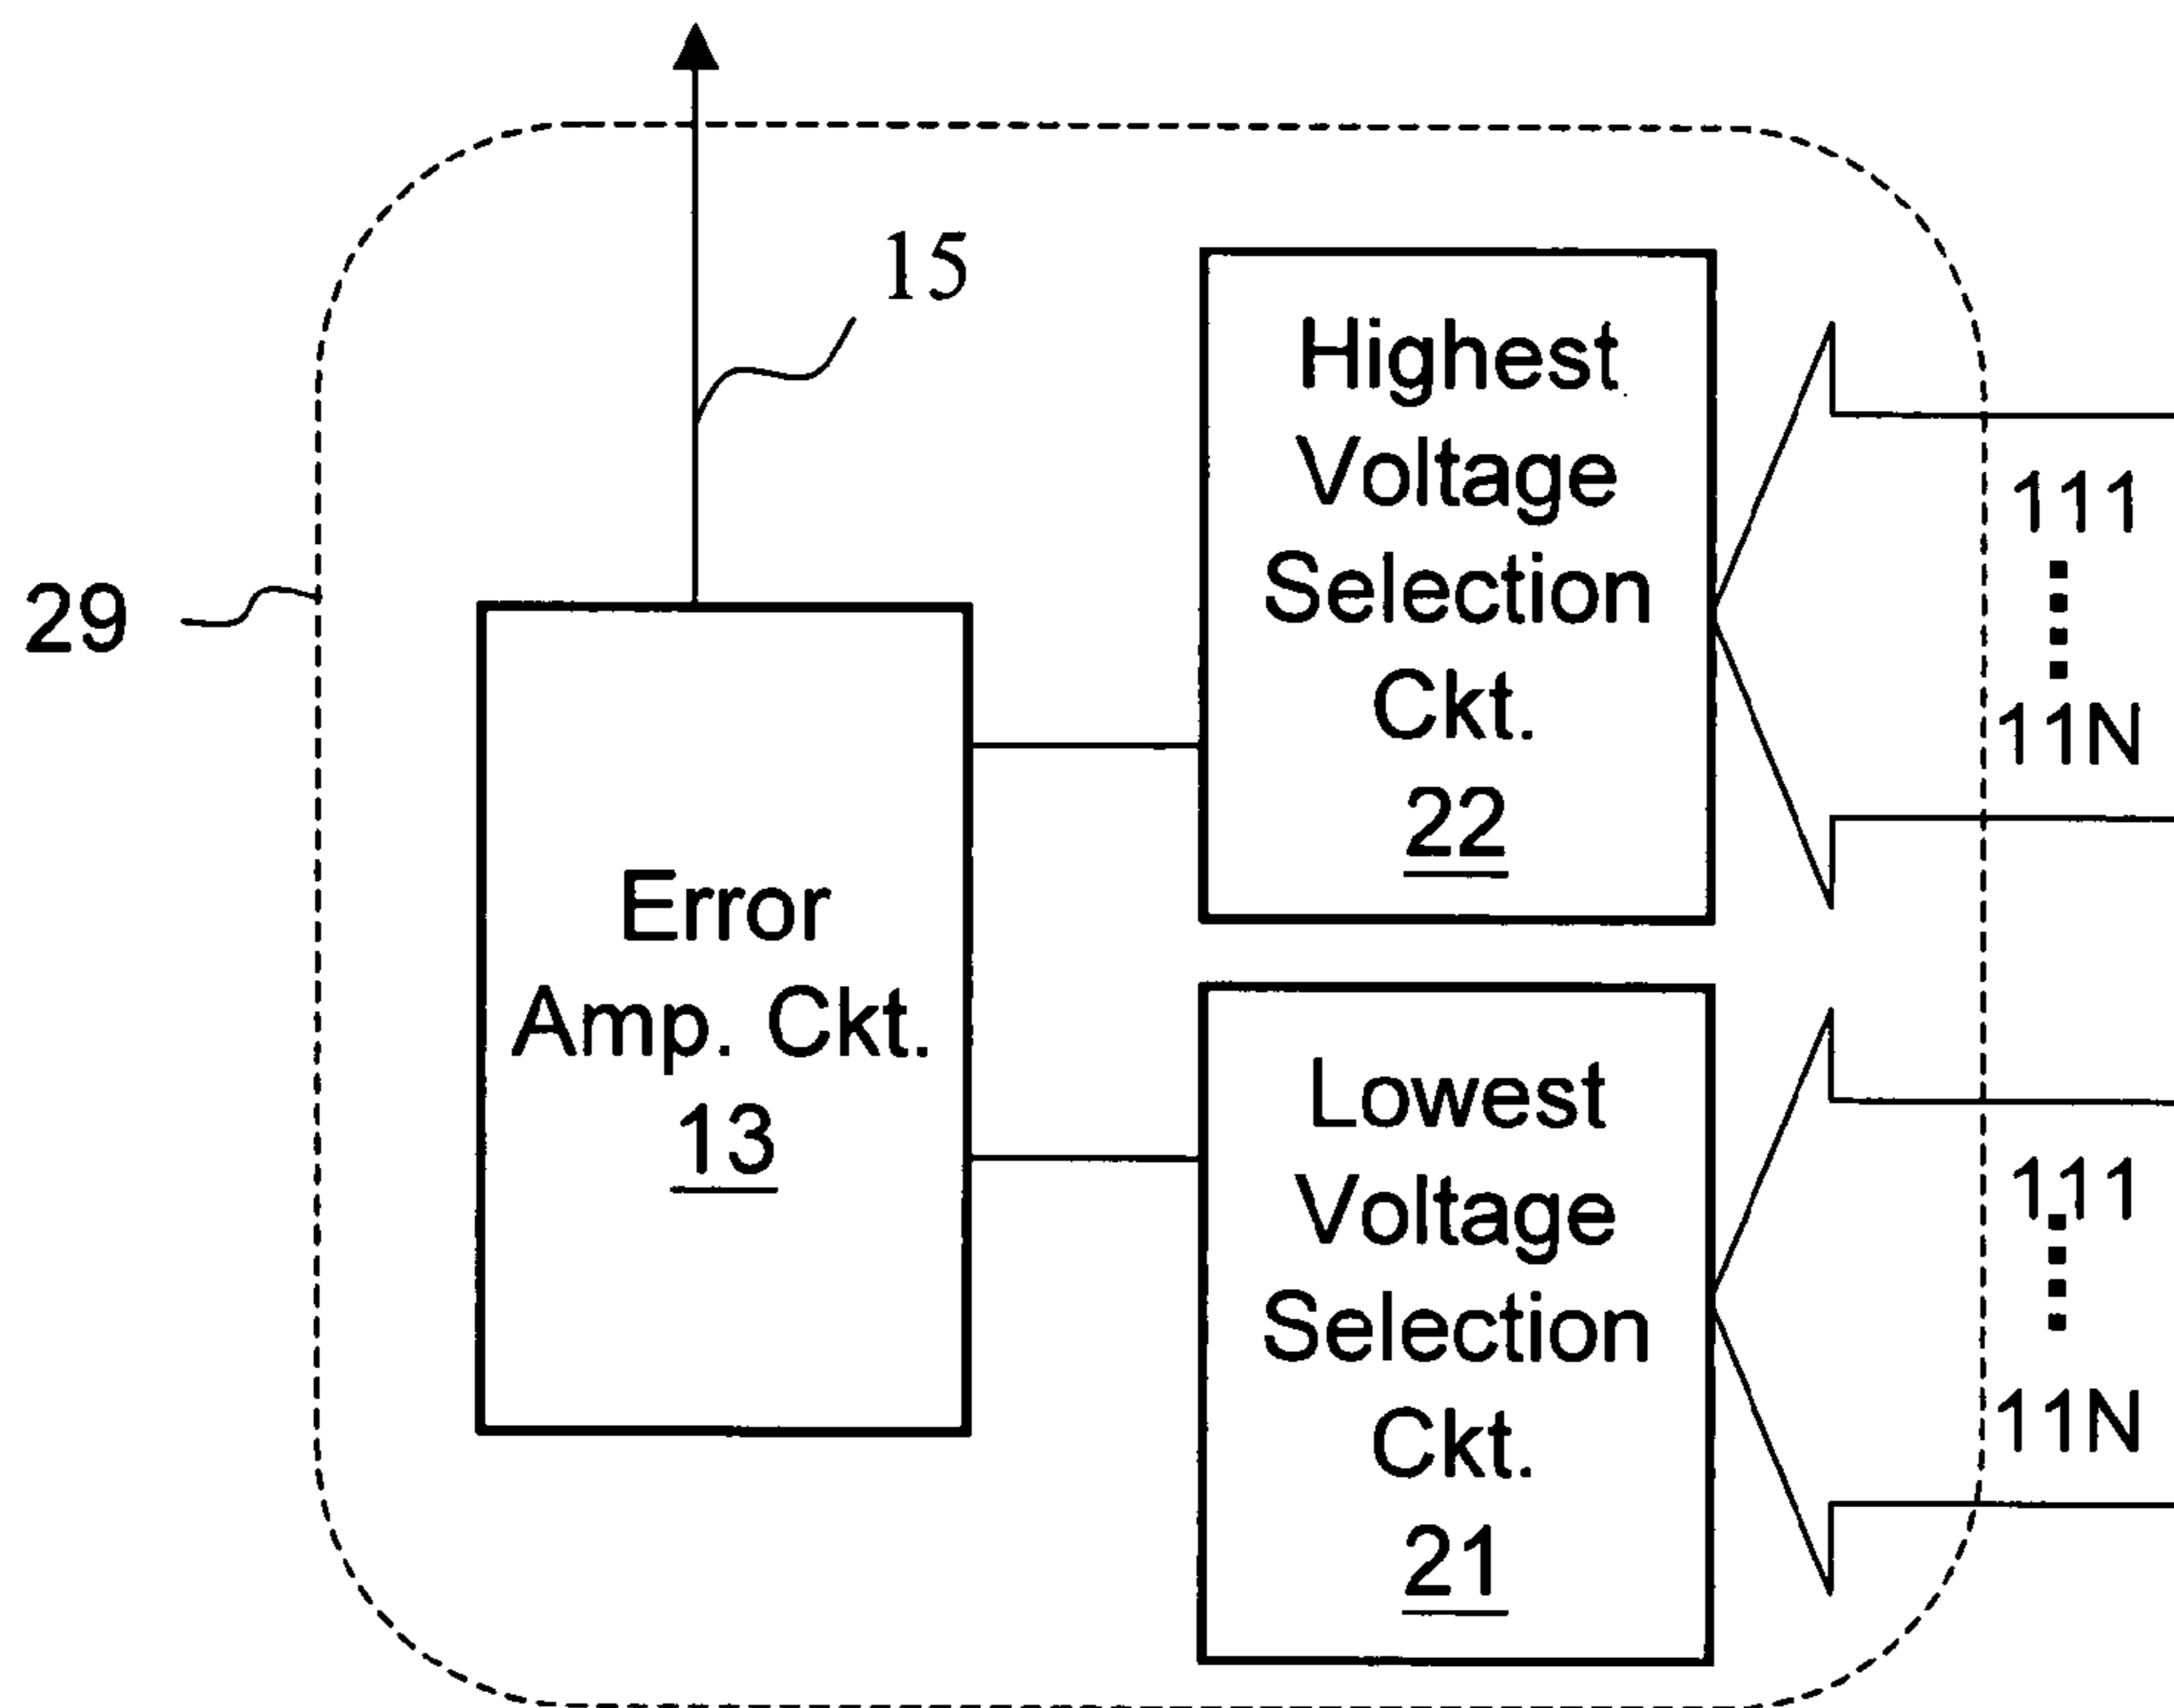 15
Highest
Voltage
Selection
Ckt.
22
111
11N
29
Error
Amp. Ckt.
13
Lowest
Voltage
Selection
Ckt.
21
111
11N